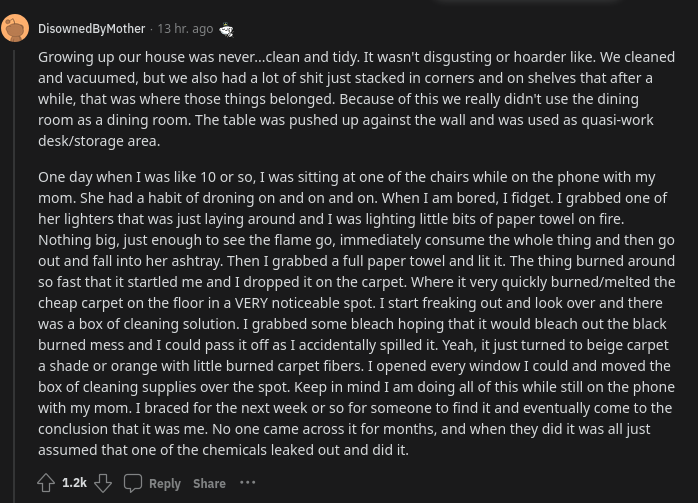 DisownedByMother · 13 hr. ago
Growing up our house was never...clean and tidy. It wasn't disgusting or hoarder like. We cleaned
and vacuumed, but we also had a lot of shit just stacked in corners and on shelves that after a
while, that was where those things belonged. Because of this we really didn't use the dining
room as a dining room. The table was pushed up against the wall and was used as quasi-work
desk/storage area.
One day when I was like 10 or so, I was sitting at one of the chairs while on the phone with my
mom. She had a habit of droning on and on and on. When I am bored, I fidget. I grabbed one of
her lighters that was just laying around and I was lighting little bits of paper towel on fire.
Nothing big, just enough to see the flame go, immediately consume the whole thing and then go
out and fall into her ashtray. Then I grabbed a full paper towel and lit it. The thing burned around
so fast that it startled me and I dropped it on the carpet. Where it very quickly burned/melted the
cheap carpet on the floor in a VERY noticeable spot. I start freaking out and look over and there
was a box of cleaning solution. I grabbed some bleach hoping that it would bleach out the black
burned mess and I could pass it off as I accidentally spilled it. Yeah, it just turned to beige carpet
a shade or orange with little burned carpet fibers. I opened every window I could and moved the
box of cleaning supplies over the spot. Keep in mind I am doing all of this while still on the phone
with my mom. I braced for the next week or so for someone to find it and eventually come to the
conclusion that it was me. No one came across it for months, and when they did it was all just
assumed that one of the chemicals leaked out and did it.
1.2k Reply Share ···